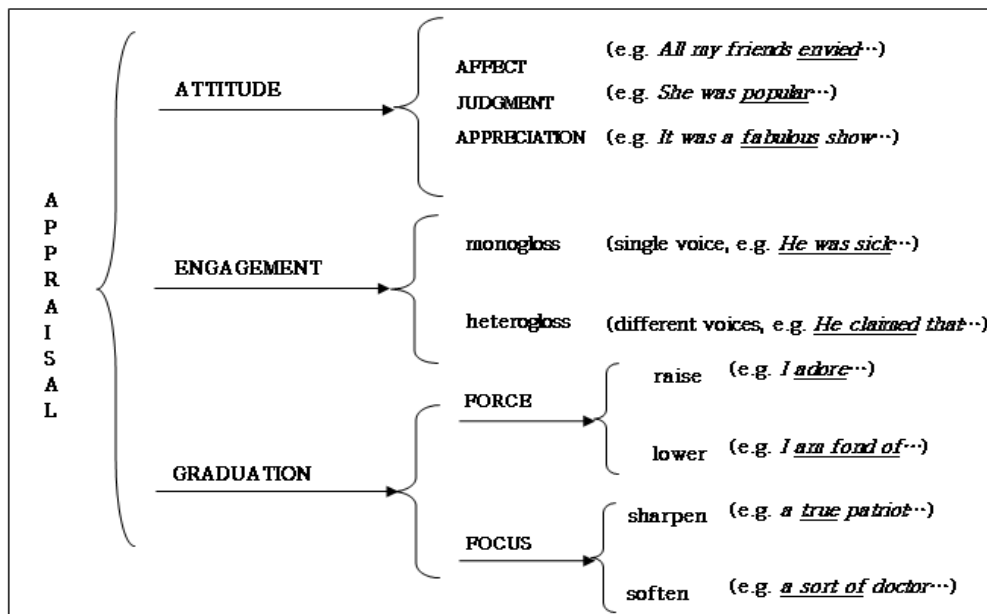 APPRAISAL
ATTITUDE
AFFECT (e.g. All my friends envied…)
JUDGMENT (e.g. She was popular…)
APPRECIATION (e.g. It was a fabulous show…)
ENGAGEMENT
monogloss (single voice, e.g. He was sick…)
heterogloss (different voices, e.g. He claimed that…)
GRADUATION
FORCE
raise (e.g. I adore…)
lower (e.g. I am fond of…)
FOCUS
sharpen (e.g. a true patriot…)
soften (e.g. a sort of doctor…)